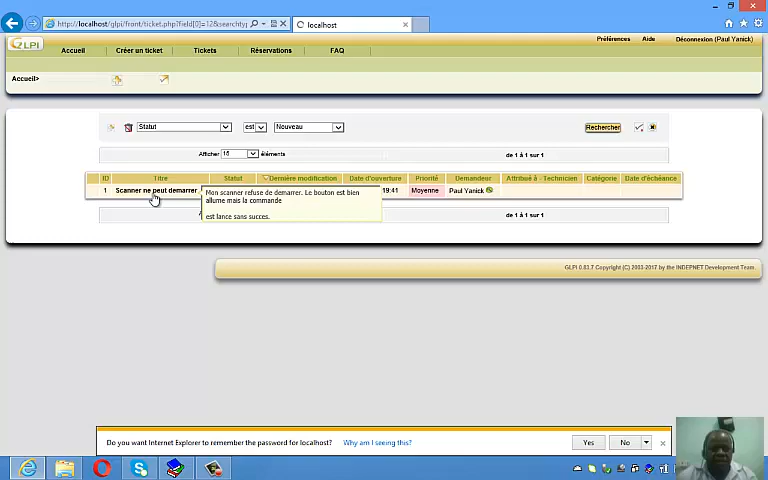 http://localhost/glpi/front/ticket.php?field[0]=12&searchtyp
localhost
GLPI
Préférences Aide Déconnexion (Paul Yanick)
Accueil Créer un ticket Tickets Réservations FAQ
Accueil>
Statut est Nouveau Rechercher
Afficher 15 éléments de 1 à 1 sur 1
ID Titre Statut Dernière modification Date d'ouverture Priorité Demandeur Attribué à - Technicien Catégorie Date d'échéance
1 Scanner ne peut demarrer 19:41 Moyenne Paul Yanick
Mon scanner refuse de demarrer. Le bouton est bien
allume mais la commande
est lance sans succes.
de 1 à 1 sur 1
GLPI 0.83.7 Copyright (C) 2003-2017 by the INDEPNET Development Team.
Do you want Internet Explorer to remember the password for localhost? Why am I seeing this? Yes No